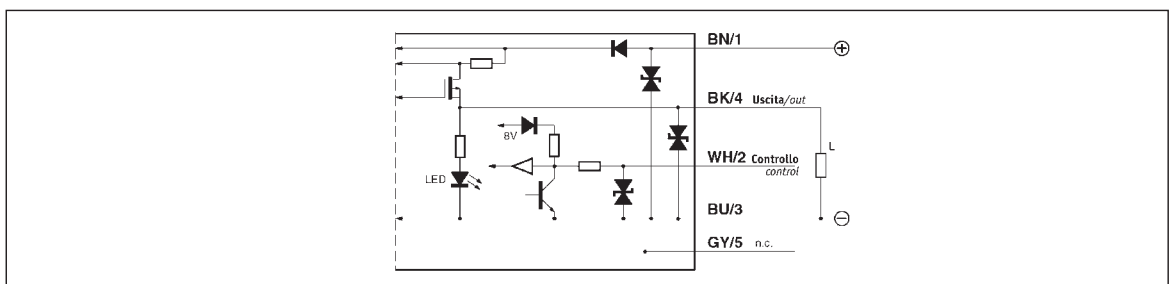 BN/1
BK/4 Uscita/out
8V
L
WH/2 Controllo
control
LED
BU/3
GY/5 n.c.